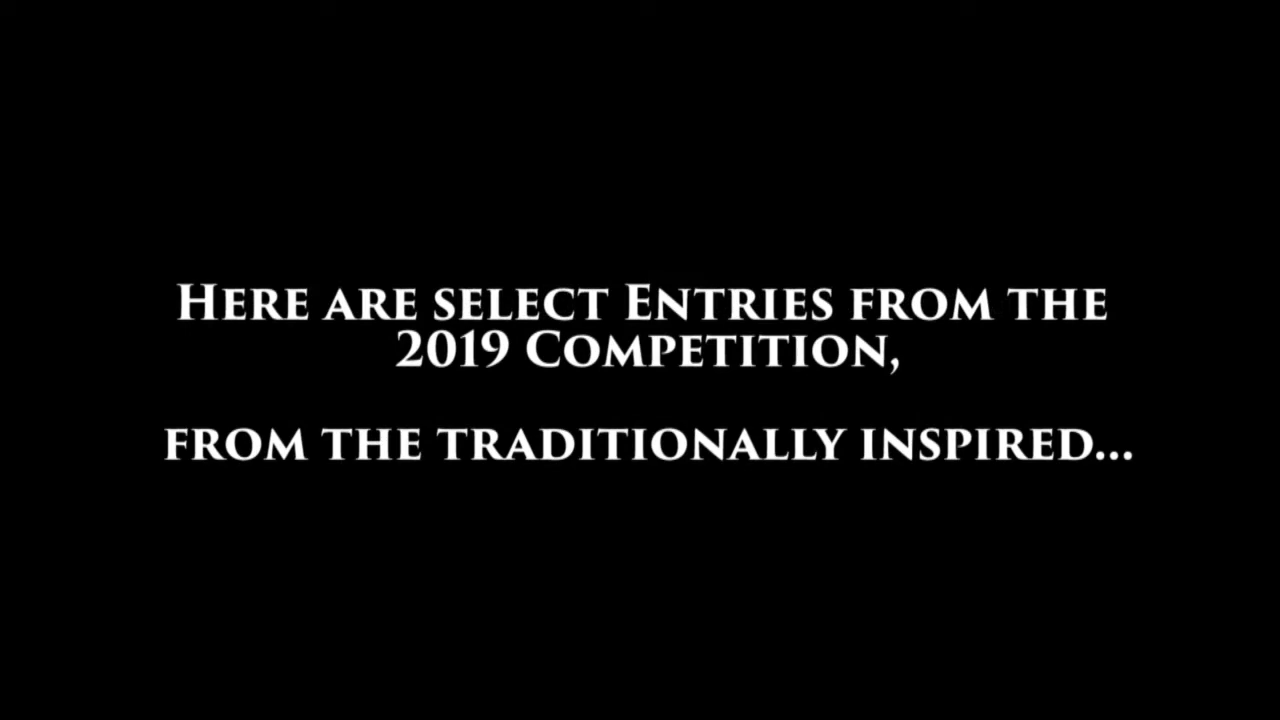 Here are select Entries from the
2019 Competition,
from the traditionally inspired...